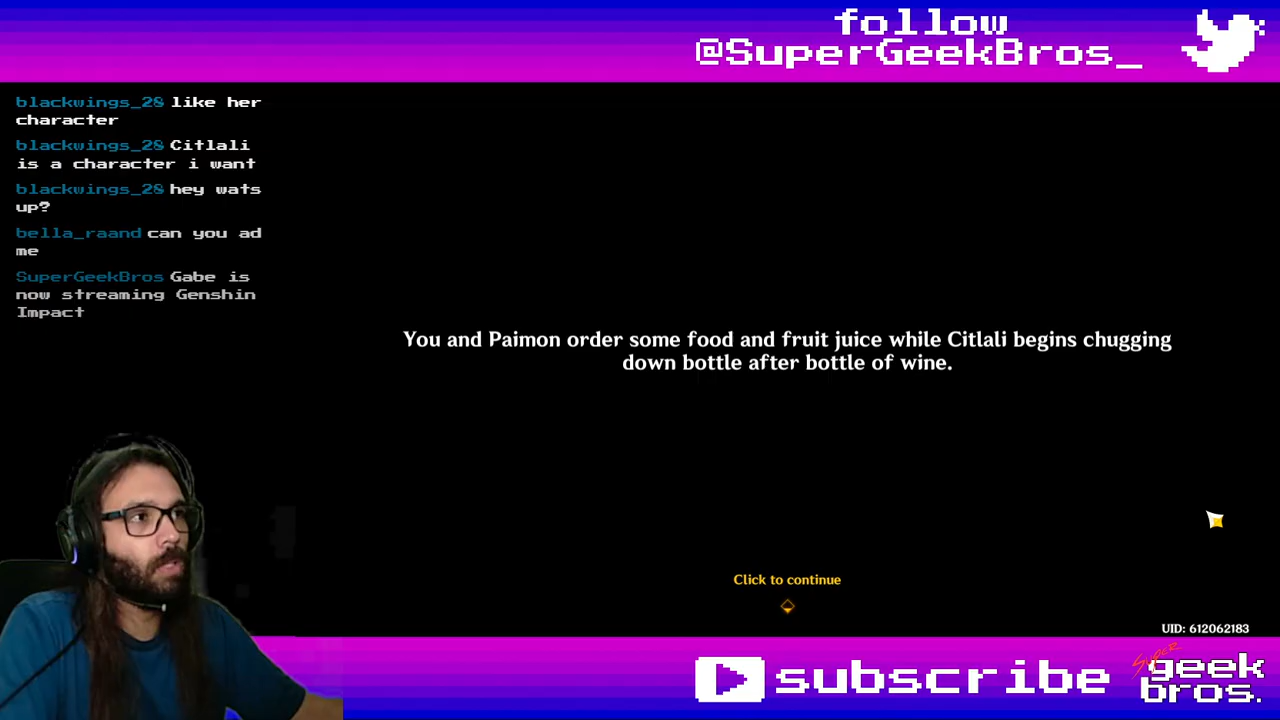 follow
@SuperGeekBros_
blackwings_28 like her
character
blackwings_28 Citlali
is a character i want
blackwings_28 hey wats
up?
bella_raand can you ad
me
SuperGeekBros Gabe is
now streaming Genshin
Impact
You and Paimon order some food and fruit juice while Citlali begins chugging
down bottle after bottle of wine.
Click to continue
UID: 612062183
subscribe
super
geek
bros.